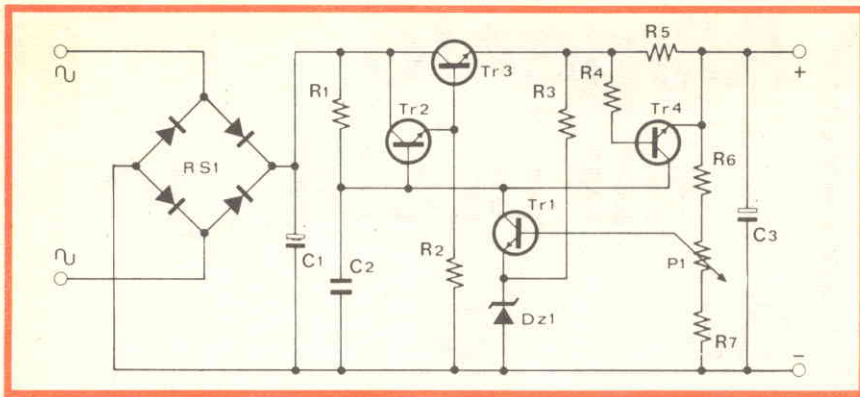 R5
+
Tr3
R4
R1
Tr2
R3
Tr4
RS1
R6
Tr1
C1
C2
R2
P1
C3
Dz1
R7
-